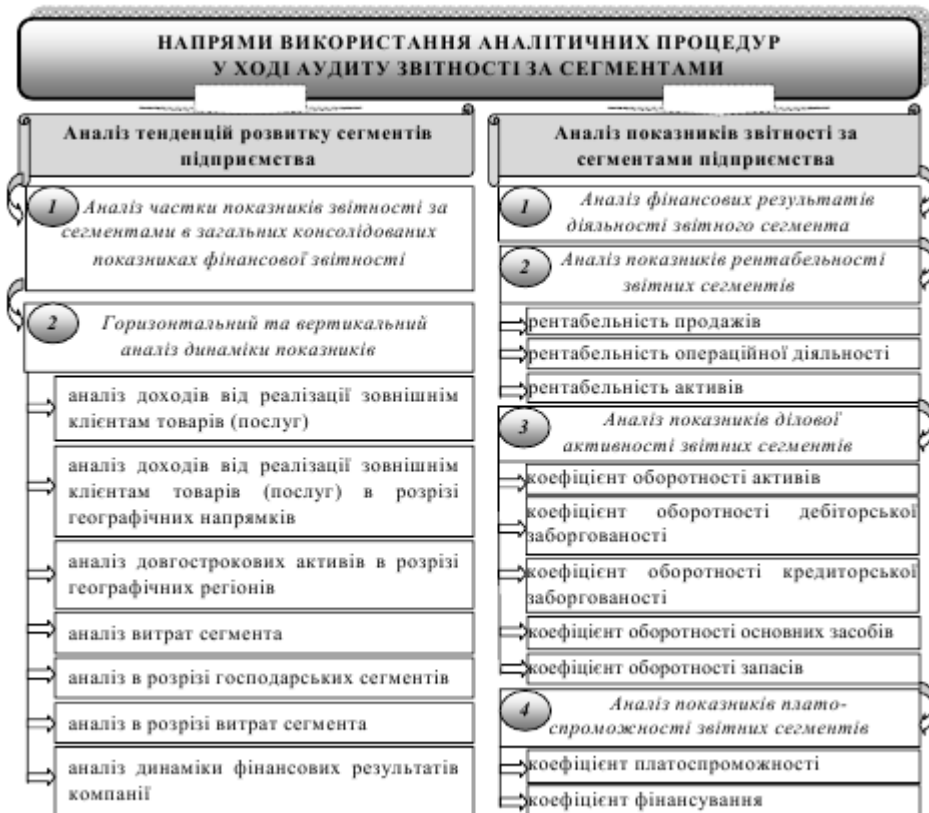 НАПРЯМИ ВИКОРИСТАННЯ АНАЛІТИЧНИХ ПРОЦЕДУР
У ХОДІ АУДИТУ ЗВІТНОСТІ ЗА СЕГМЕНТАМИ
Аналіз тенденцій розвитку сегментів
підприємства
1 Аналіз частки показників звітності за
сегментами в загальних консолідованих
показниках фінансової звітності
2 Горизонтальний та вертикальний
аналіз динаміки показників
аналіз доходів від реалізації зовнішнім
клієнтам товарів (послуг)
аналіз доходів від реалізації зовнішнім
клієнтам товарів (послуг) в розрізі
географічних напрямків
аналіз довгострокових активів в розрізі
географічних регіонів
аналіз витрат сегмента
аналіз в розрізі господарських сегментів
аналіз в розрізі витрат сегмента
аналіз динаміки фінансових результатів
компанії
Аналіз показників звітності за
сегментами підприємства
1 Аналіз фінансових результатів
діяльності звітного сегмента
2 Аналіз показників рентабельності
звітних сегментів
рентабельність продажів
рентабельність операційної діяльності
рентабельність активів
3 Аналіз показників ділової
активності звітних сегментів
коефіцієнт оборотності активів
коефіцієнт оборотності дебіторської
заборгованості
коефіцієнт оборотності кредиторської
заборгованості
коефіцієнт оборотності основних засобів
коефіцієнт оборотності запасів
4 Аналіз показників плато-
спроможності звітних сегментів
коефіцієнт платоспроможності
коефіцієнт фінансування